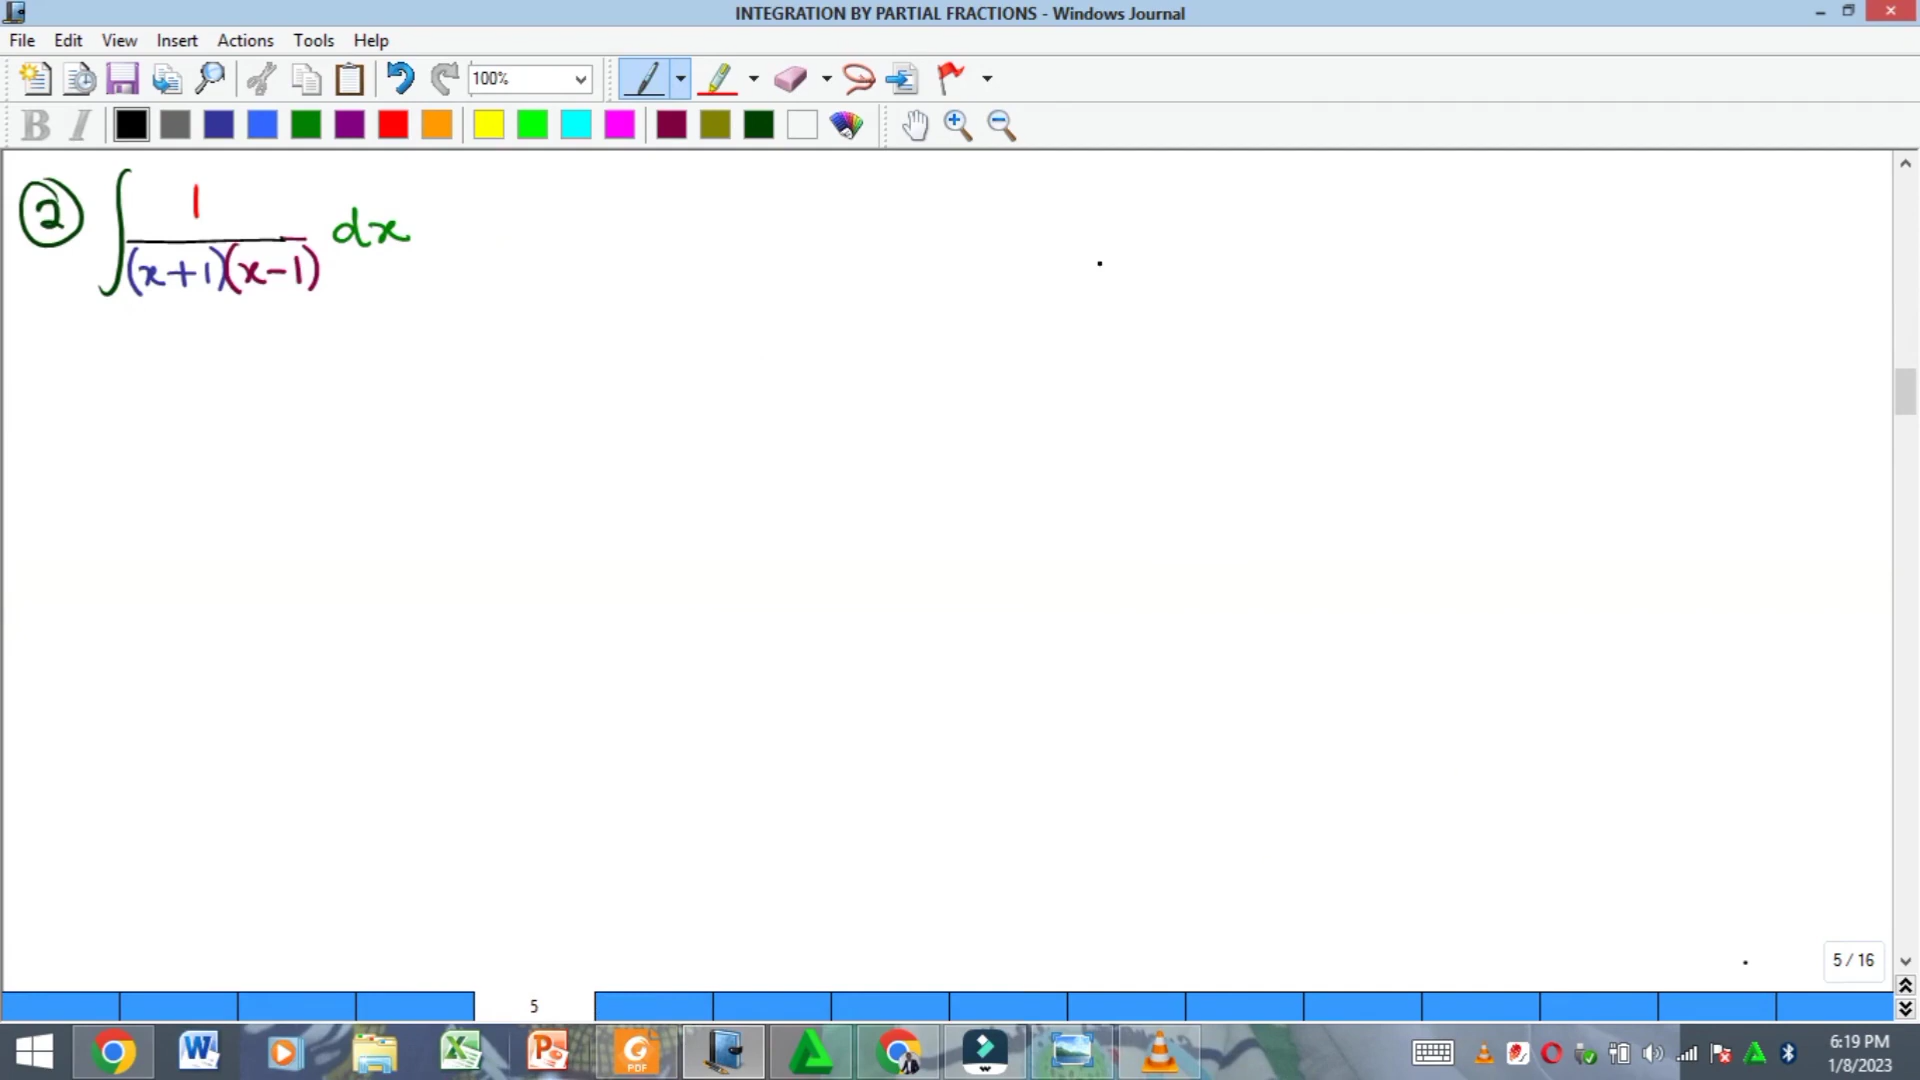 INTEGRATION BY PARTIAL FRACTIONS - Windows Journal
File Edit View Insert Actions Tools Help
100%
B I
② ∫ 1/((x+1)(x-1)) dx
5 / 16
5
6:19 PM
1/8/2023